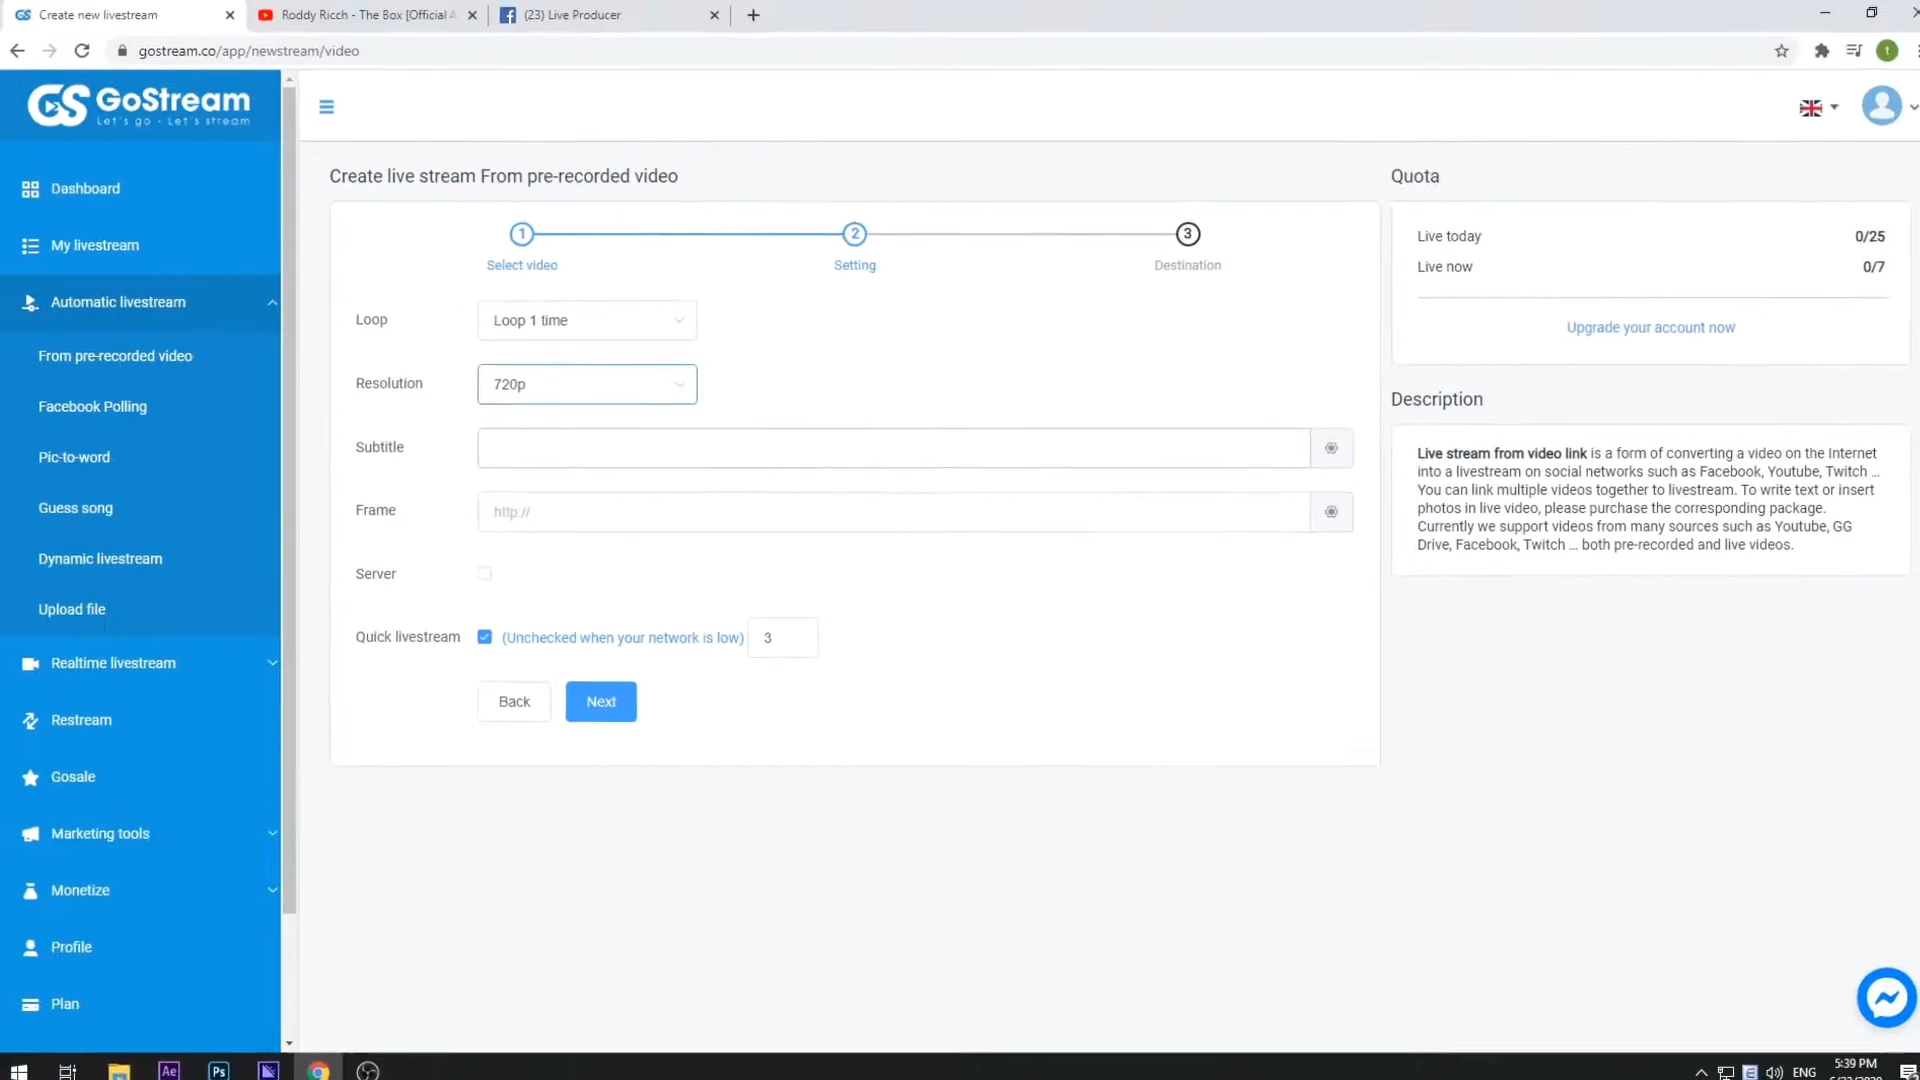 Create new livestream
Roddy Ricch - The Box [Official A
(23) Live Producer
gostream.co/app/newstream/video
t
GS GoStream
Let's go - Let's stream
Dashboard
My livestream
Automatic livestream
From pre-recorded video
Facebook Polling
Pic-to-word
Guess song
Dynamic livestream
Upload file
Realtime livestream
Restream
Gosale
Marketing tools
Monetize
Profile
Plan
Create live stream From pre-recorded video
1
2
3
Select video
Setting
Destination
Loop
Loop 1 time
Resolution
720p
Subtitle
Frame
http://
Server
Quick livestream
(Unchecked when your network is low)
3
Back
Next
Quota
Live today
0/25
Live now
0/7
Upgrade your account now
Description
Live stream from video link is a form of converting a video on the Internet
into a livestream on social networks such as Facebook, Youtube, Twitch ...
You can link multiple videos together to livestream. To write text or insert
photos in live video, please purchase the corresponding package.
Currently we support videos from many sources such as Youtube, GG
Drive, Facebook, Twitch ... both pre-recorded and live videos.
Ae
Ps
ENG
5:39 PM